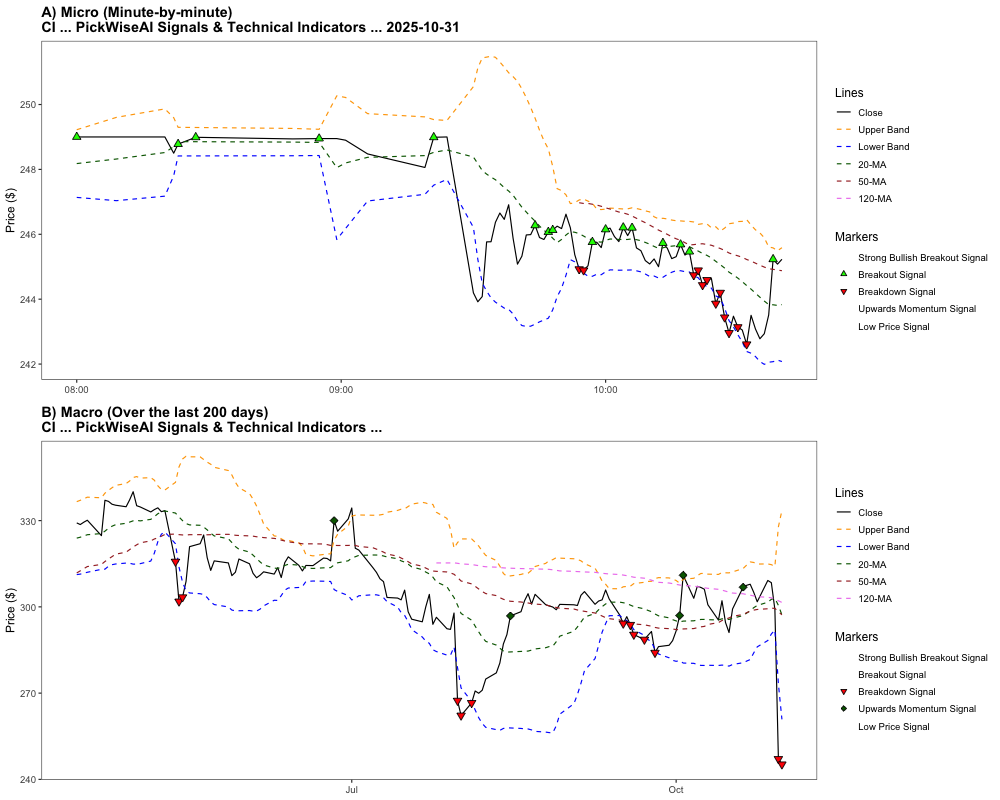 A) Micro (Minute-by-minute)
CI ... PickWiseAI Signals & Technical Indicators ... 2025-10-31
Price ($)
250
248
246
244
242
08:00
09:00
10:00
Lines
Close
Upper Band
Lower Band
20-MA
50-MA
120-MA
Markers
Strong Bullish Breakout Signal
Breakout Signal
Breakdown Signal
Upwards Momentum Signal
Low Price Signal
B) Macro (Over the last 200 days)
CI ... PickWiseAI Signals & Technical Indicators ...
Price ($)
330
300
270
240
Jul
Oct
Lines
Close
Upper Band
Lower Band
20-MA
50-MA
120-MA
Markers
Strong Bullish Breakout Signal
Breakout Signal
Breakdown Signal
Upwards Momentum Signal
Low Price Signal